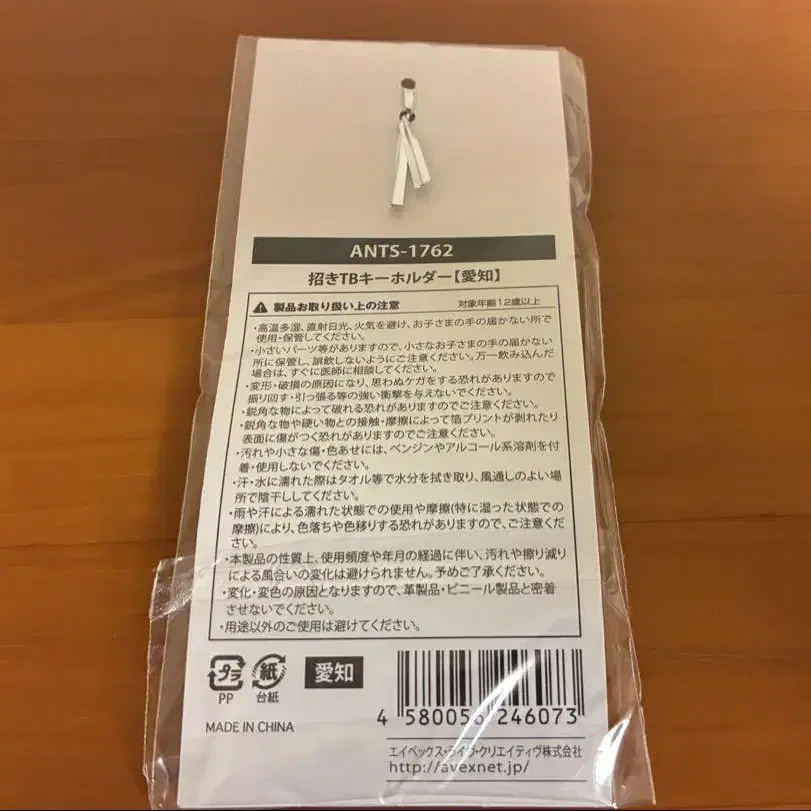 ANTS-1762
招きTBキーホルダー【愛知】
製品お取り扱い上の注意 対象年齢12歳以上
・高温多湿、直射日光、火気を避け、お子さまの手の届かない所で
使用・保管してください。
・小さいパーツ等がありますので、小さなお子さまの手の届かない
所に保管し、誤飲しないようにご注意ください。万一飲み込んだ
場合は、すぐに医師に相談してください。
・変形・破損の原因になり、思わぬケガをする恐れがありますので
振り回す・引っ張る等の強い衝撃を与えないでください。
・鋭角な物によって破れる恐れがありますのでご注意ください。
・鋭角な物や硬い物との接触・摩擦によって箔プリントが剥れたり
表面に傷がつく恐れがありますのでご注意ください。
・汚れや小さな傷・色あせには、ベンジンやアルコール系溶剤を付
着・使用しないでください。
・汗・水に濡れた際はタオル等で水分を拭き取り、風通しのよい場
所で陰干ししてください。
・雨や汗による濡れた状態での使用や摩擦(特に湿った状態での
摩擦)により、色落ちや色移りする恐れがありますので、ご注意くだ
さい。
・本製品の性質上、使用頻度や年月の経過に伴い、汚れや擦り減り
による風合いの変化は避けられません。予めご了承ください。
・変化・変色の原因となりますので、革製品・ビニール製品と密着
させないでください。
・用途以外のご使用は避けてください。
プラ 紙 愛知
PP 台紙
MADE IN CHINA
4 580056 246073
エイベックス・ライヴ・クリエイティヴ株式会社
http://avexnet.jp/